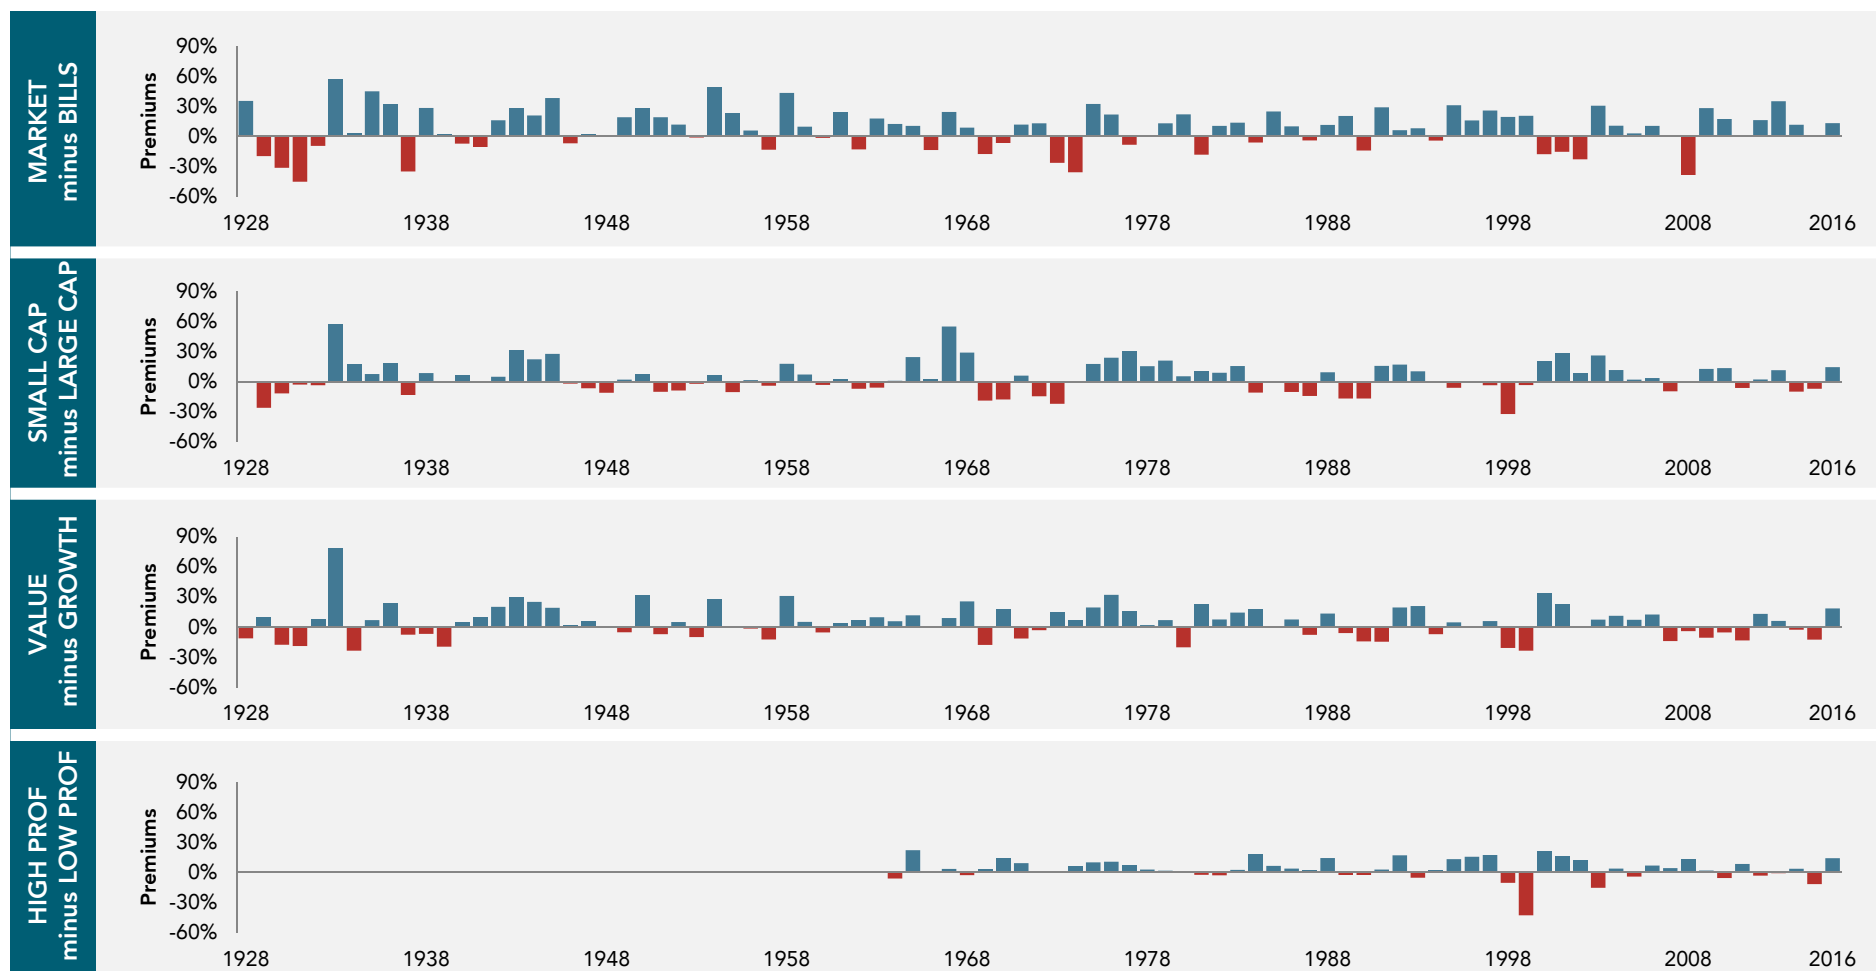 MARKET
minus BILLS
Premiums
90%
60%
30%
0%
-30%
-60%
1928 1938 1948 1958 1968 1978 1988 1998 2008 2016
SMALL CAP
minus LARGE CAP
Premiums
90%
60%
30%
0%
-30%
-60%
1928 1938 1948 1958 1968 1978 1988 1998 2008 2016
VALUE
minus GROWTH
Premiums
90%
60%
30%
0%
-30%
-60%
1928 1938 1948 1958 1968 1978 1988 1998 2008 2016
HIGH PROF
minus LOW PROF
Premiums
90%
60%
30%
0%
-30%
-60%
1928 1938 1948 1958 1968 1978 1988 1998 2008 2016